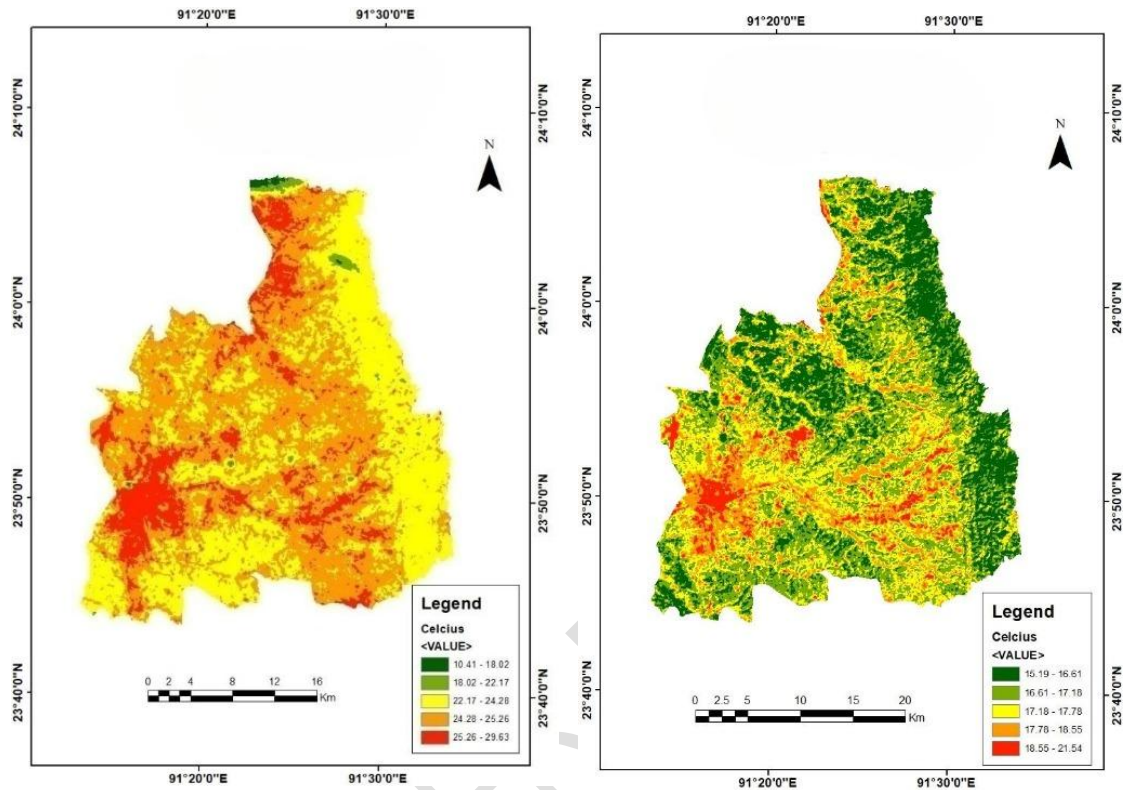 91°20'0"E 91°30'0"E
24°10'0"N 24°10'0"N
N
24°0'0"N 24°0'0"N
23°50'0"N 23°50'0"N
23°40'0"N 23°40'0"N
Legend
Celcius
<VALUE>
10.41 - 18.02
18.02 - 22.17
22.17 - 24.28
24.28 - 25.26
25.26 - 29.63
0 2 4 8 12 16
Km
91°20'0"E 91°30'0"E
91°20'0"E 91°30'0"E
24°10'0"N 24°10'0"N
N
24°0'0"N 24°0'0"N
23°50'0"N 23°50'0"N
23°40'0"N 23°40'0"N
Legend
Celcius
<VALUE>
15.19 - 16.61
16.61 - 17.18
17.18 - 17.78
17.78 - 18.55
18.55 - 21.54
0 2.5 5 10 15 20
Km
91°20'0"E 91°30'0"E